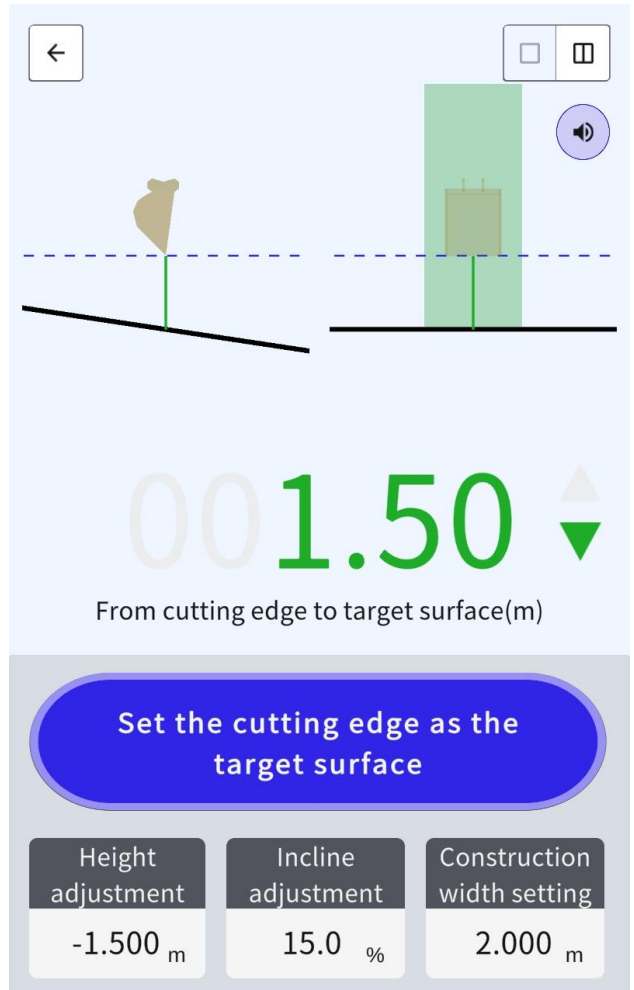 001.50
From cutting edge to target surface(m)
Set the cutting edge as the
target surface
Height
adjustment
-1.500 m
Incline
adjustment
15.0 %
Construction
width setting
2.000 m